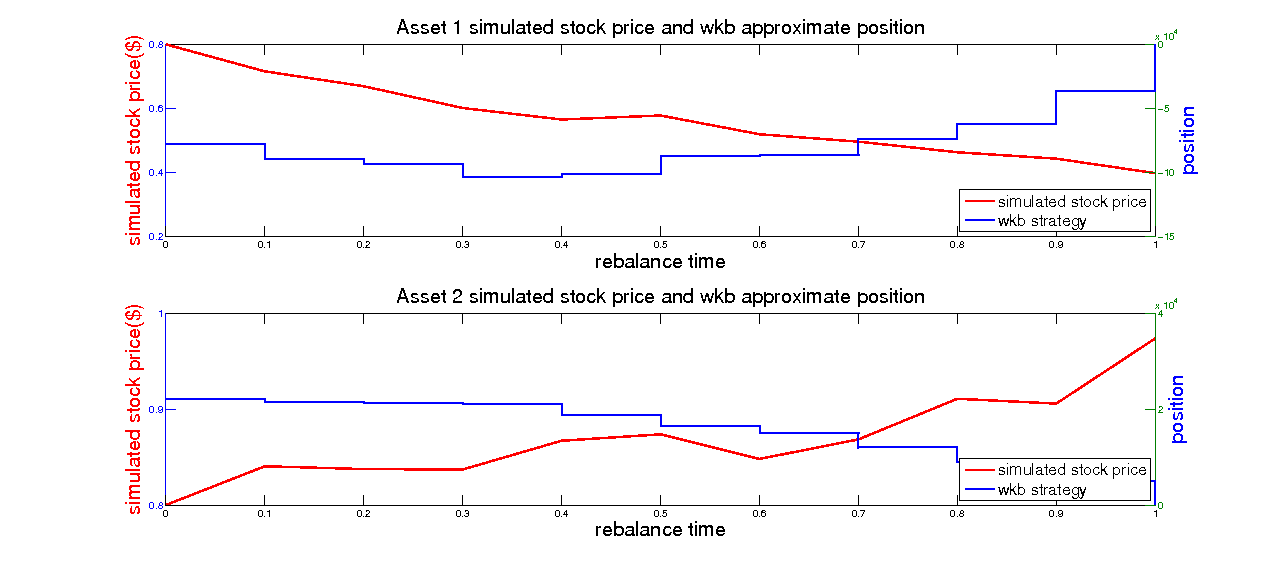 Asset 1 simulated stock price and wkb approximate position
x 10^4
simulated stock price($)
0.8
0.6
0.4
0.2
0
-5
-10
-15
position
simulated stock price
wkb strategy
0 0.1 0.2 0.3 0.4 0.5 0.6 0.7 0.8 0.9 1
rebalance time
Asset 2 simulated stock price and wkb approximate position
x 10^4
simulated stock price($)
1
0.9
0.8
4
2
0
position
simulated stock price
wkb strategy
0 0.1 0.2 0.3 0.4 0.5 0.6 0.7 0.8 0.9 1
rebalance time